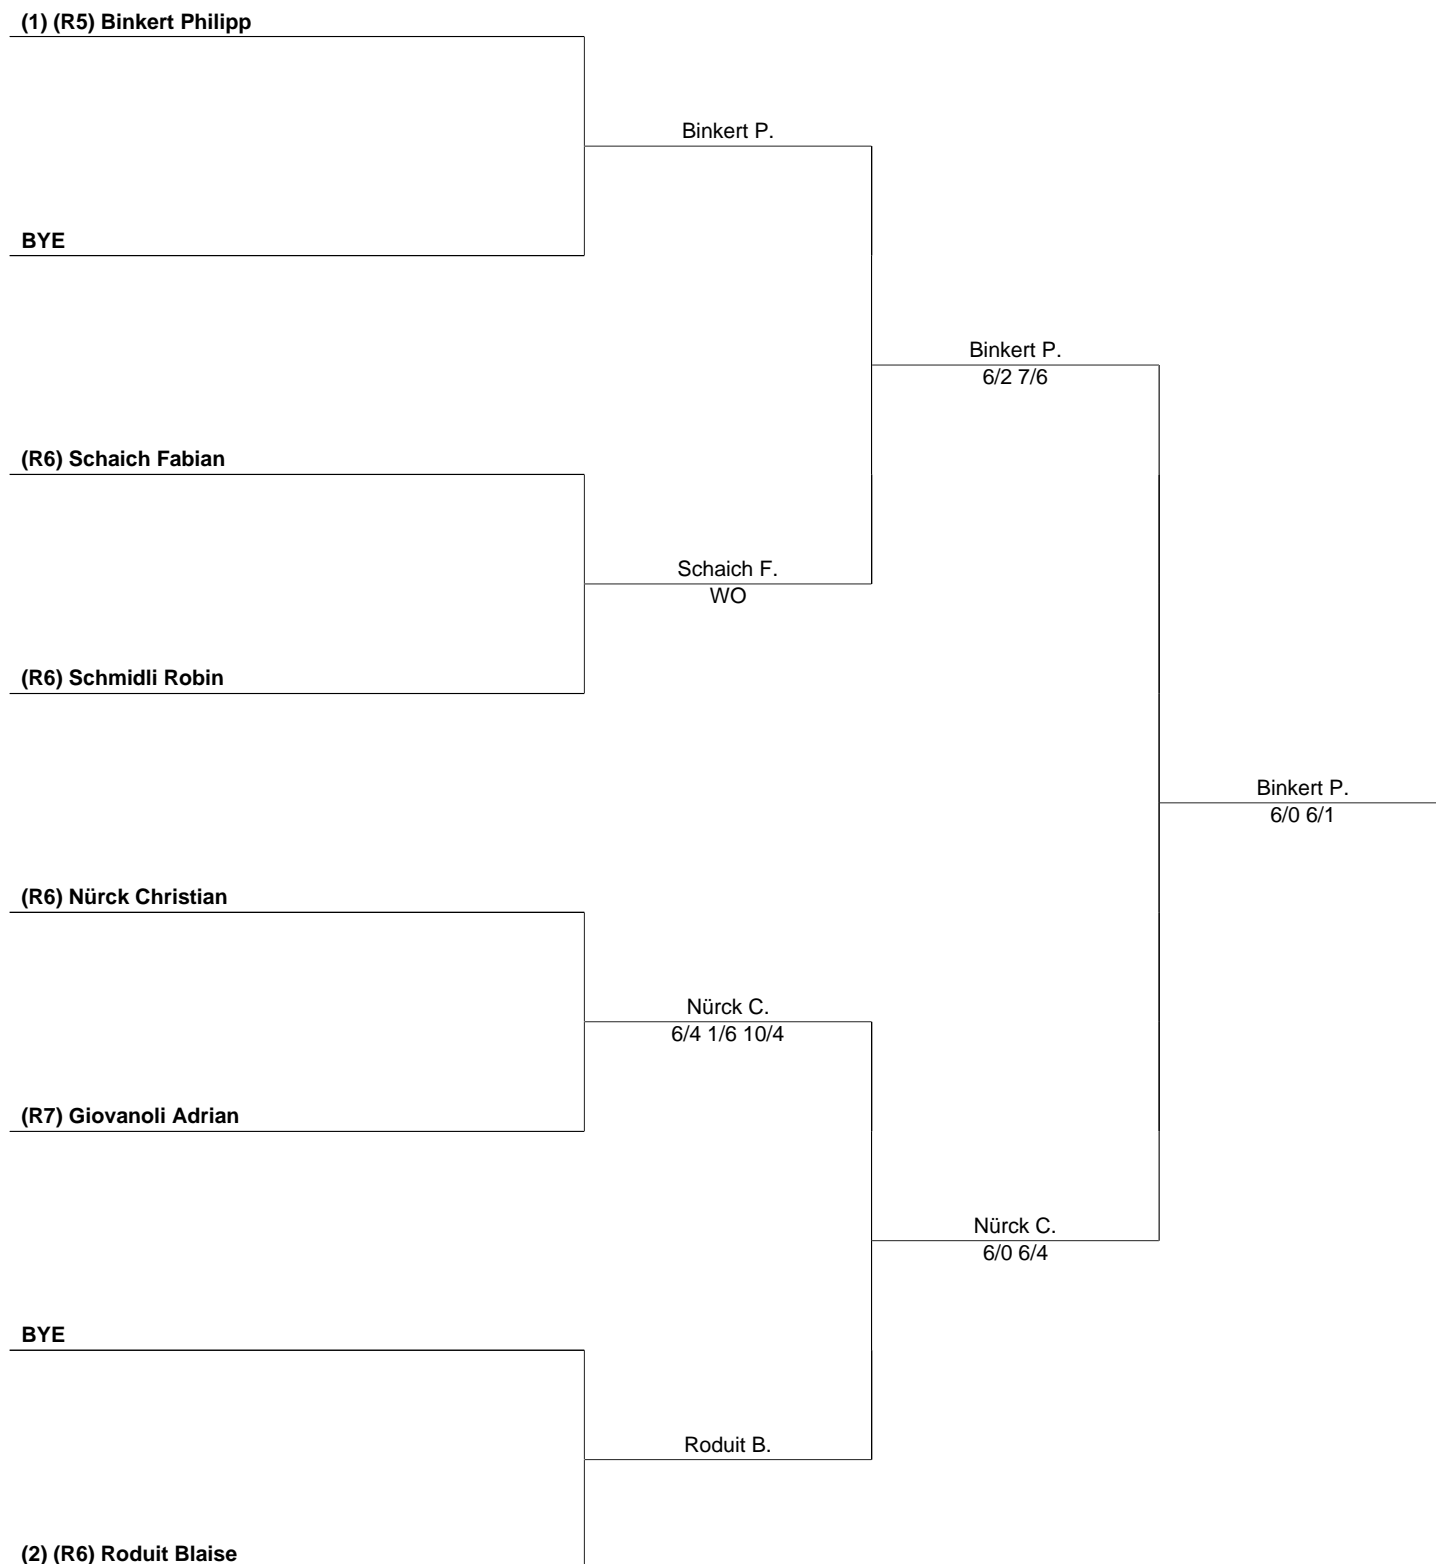 (1) (R5) Binkert Philipp
Binkert P.
BYE
Binkert P.
6/2 7/6
(R6) Schaich Fabian
Schaich F.
WO
(R6) Schmidli Robin
Binkert P.
6/0 6/1
(R6) Nürck Christian
Nürck C.
6/4 1/6 10/4
(R7) Giovanoli Adrian
Nürck C.
6/0 6/4
BYE
Roduit B.
(2) (R6) Roduit Blaise